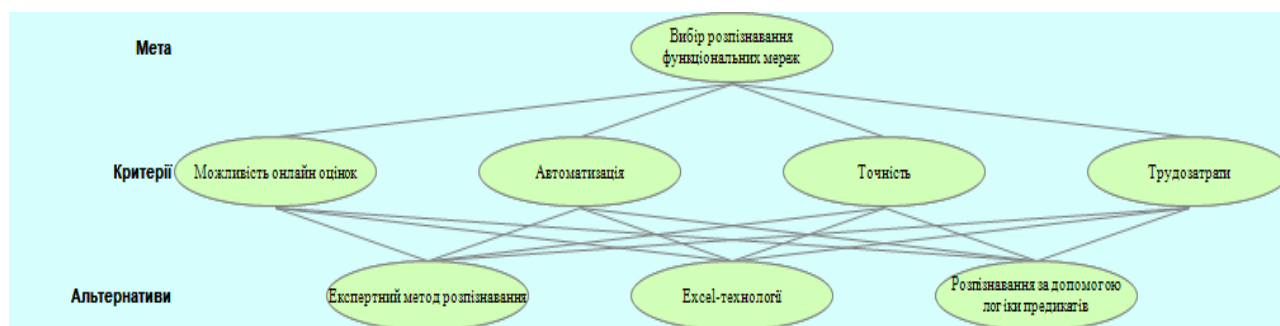 Мета
Вибір розпізнавання
функціональних мереж
Критерії
Можливість онлайн оцінок
Автоматизація
Точність
Трудозатрати
Альтернативи
Експертний метод розпізнавання
Excel-технології
Розпізнавання за допомогою
логіки предикатів